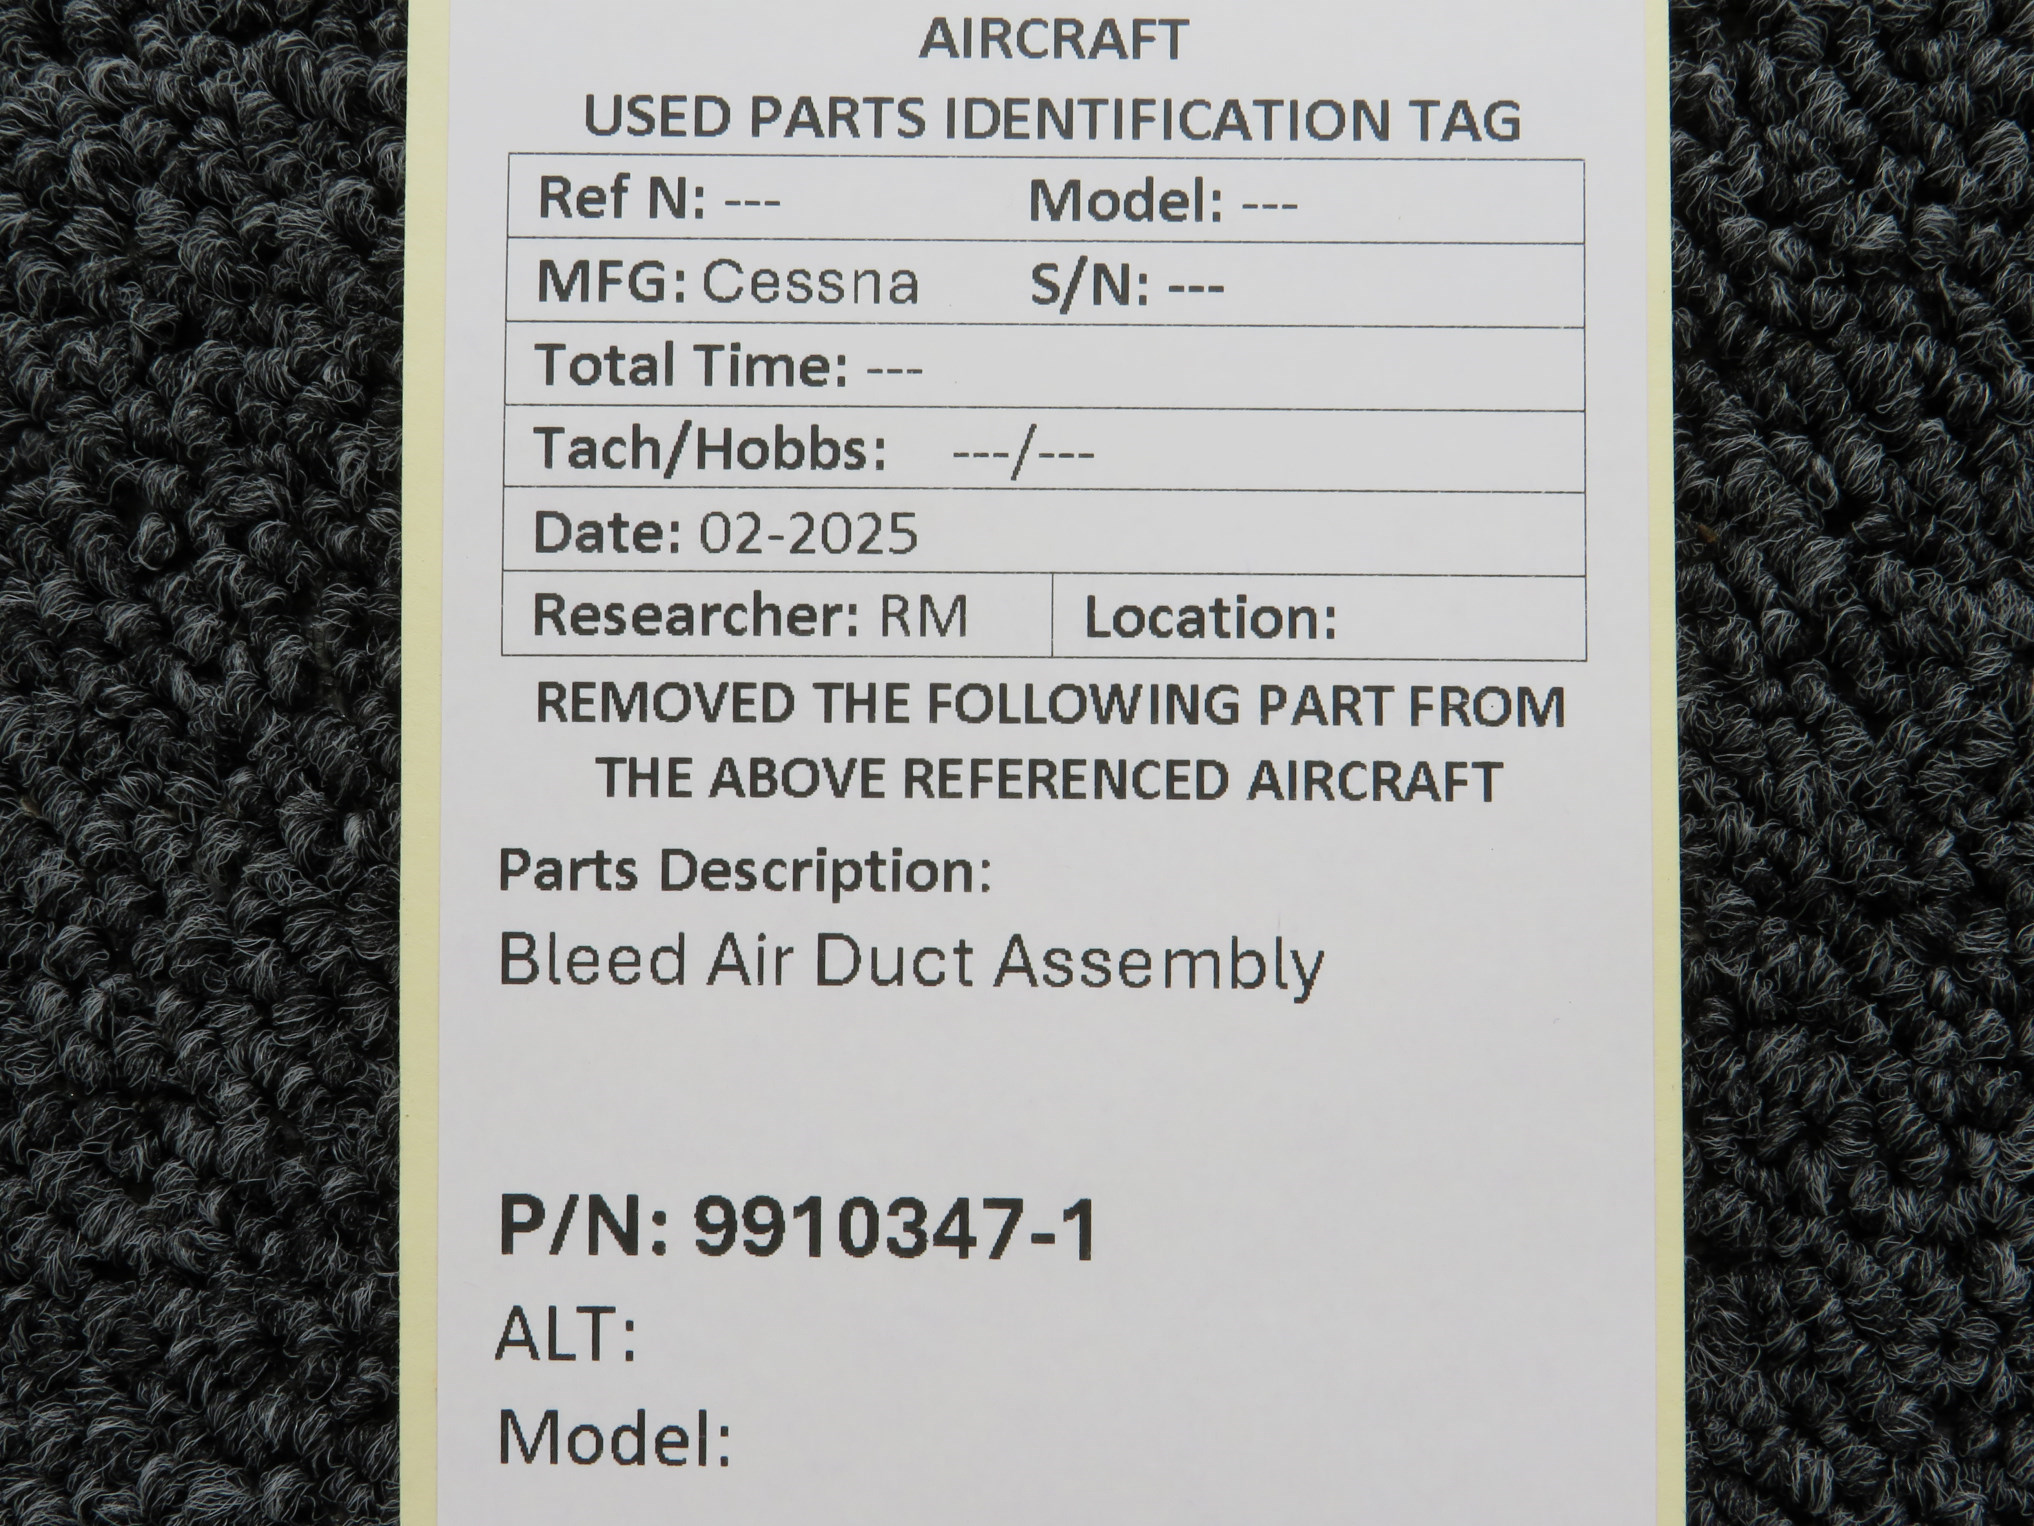 AIRCRAFT
USED PARTS IDENTIFICATION TAG
Ref N: --- Model: ---
MFG: Cessna S/N: ---
Total Time: ---
Tach/Hobbs: ---/---
Date: 02-2025
Researcher: RM Location:
REMOVED THE FOLLOWING PART FROM
THE ABOVE REFERENCED AIRCRAFT
Parts Description:
Bleed Air Duct Assembly
P/N: 9910347-1
ALT:
Model: